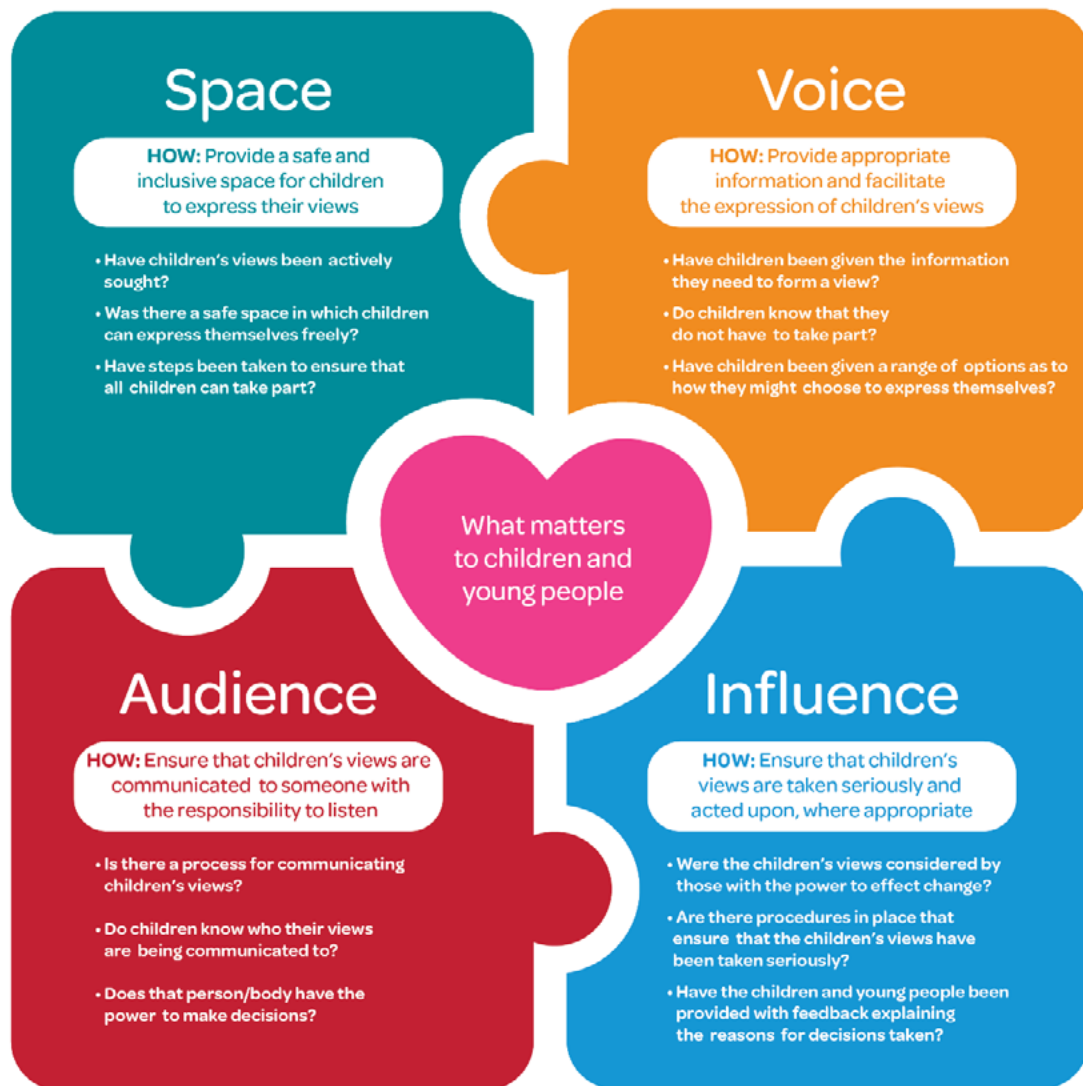 Space
HOW: Provide a safe and
inclusive space for children
to express their views
• Have children's views been actively
sought?
• Was there a safe space in which children
can express themselves freely?
• Have steps been taken to ensure that
all children can take part?
Voice
HOW: Provide appropriate
information and facilitate
the expression of children's views
• Have children been given the information
they need to form a view?
• Do children know that they
do not have to take part?
• Have children been given a range of options as to
how they might choose to express themselves?
What matters
to children and
young people
Audience
HOW: Ensure that children's views are
communicated to someone with
the responsibility to listen
• Is there a process for communicating
children's views?
• Do children know who their views
are being communicated to?
• Does that person/body have the
power to make decisions?
Influence
HOW: Ensure that children's
views are taken seriously and
acted upon, where appropriate
• Were the children's views considered by
those with the power to effect change?
• Are there procedures in place that
ensure that the children's views have
been taken seriously?
• Have the children and young people been
provided with feedback explaining
the reasons for decisions taken?